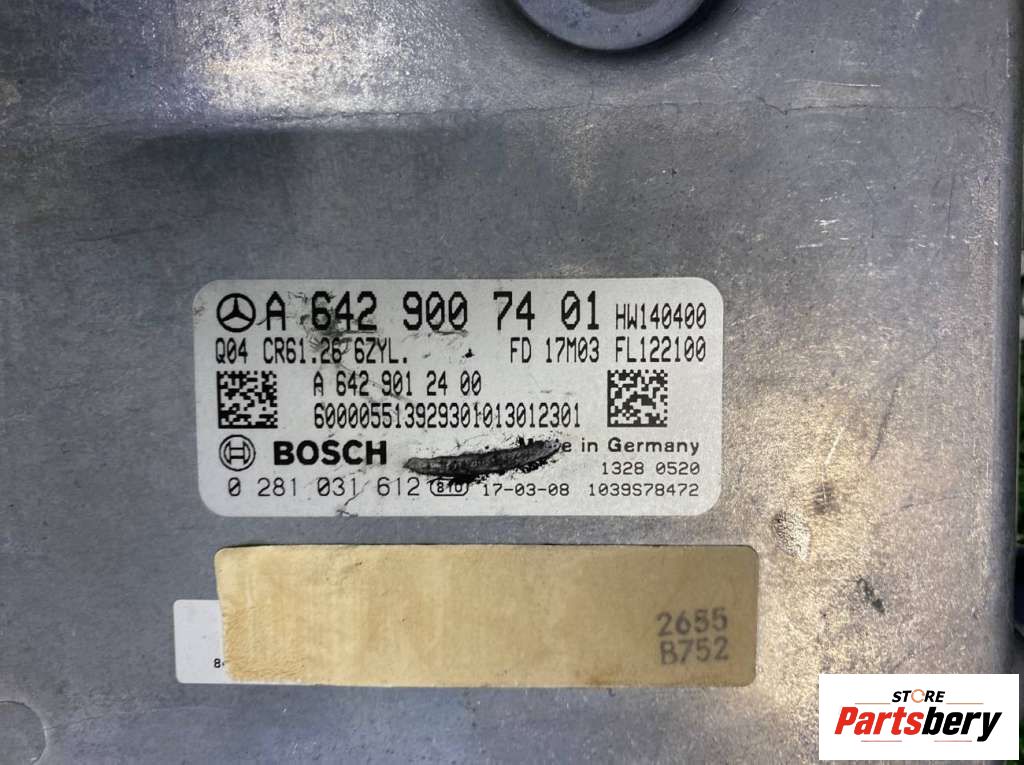 A 642 900 74 01 HW140400
Q04 CR61.26 6ZYL. FD 17M03 FL122100
A 642 901 24 00
600005513929301013012301
BOSCH in Germany
1328 0520
0 281 031 612 810 17-03-08 1039S78472
2655
B752
STORE
Partsbery